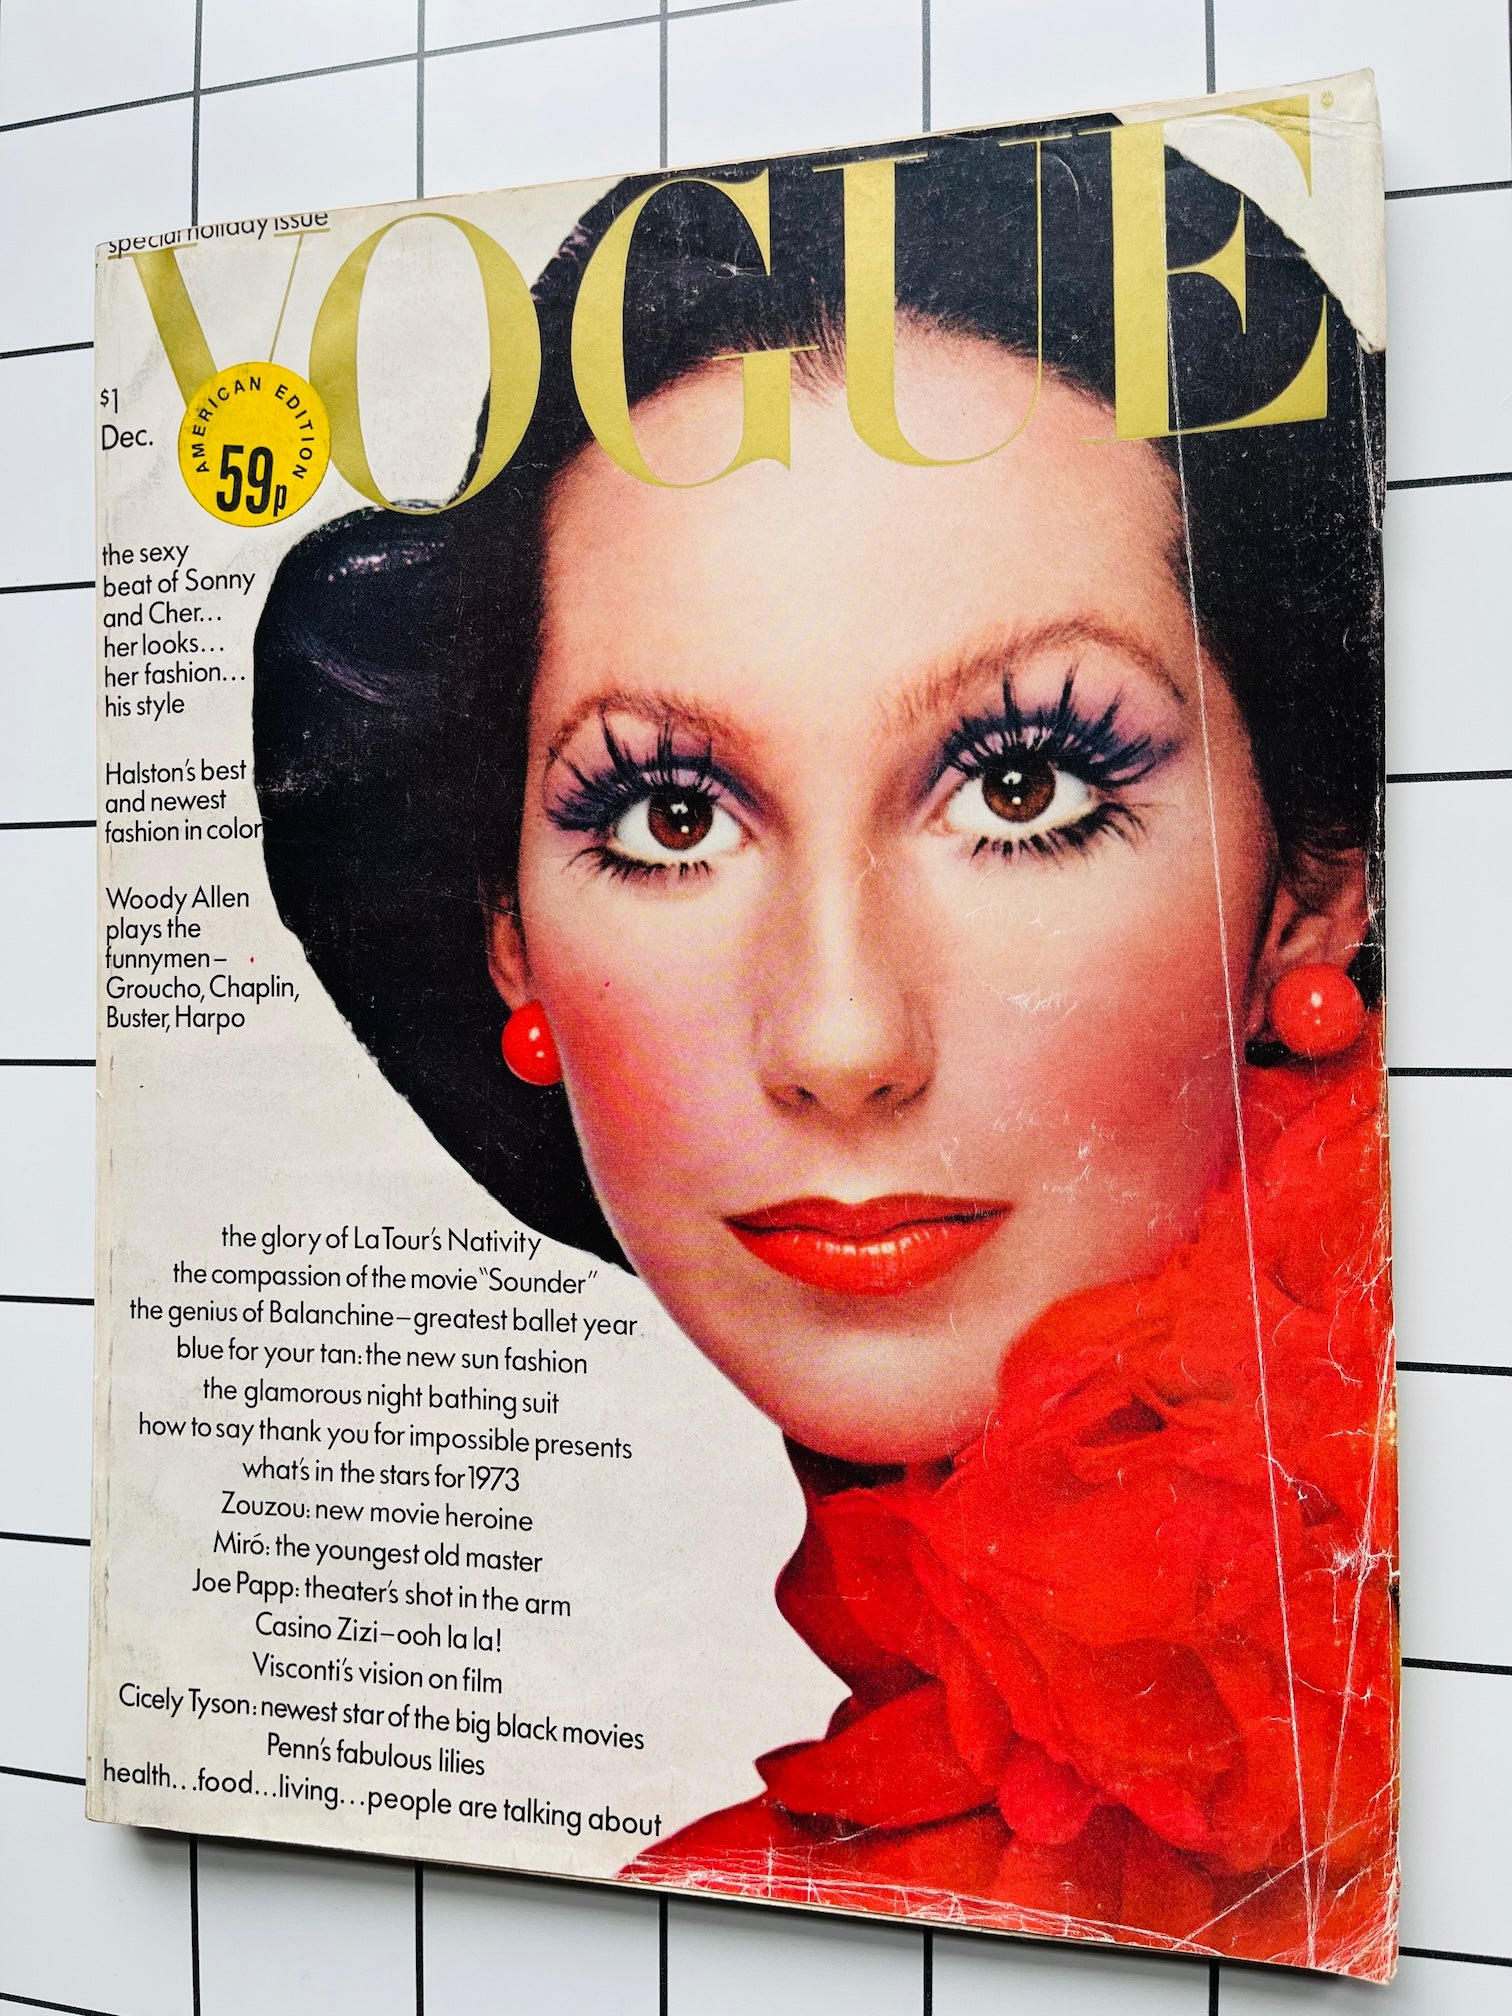 special holiday issue
VOGUE
$1
Dec.
AMERICAN EDITION
59p
the sexy
beat of Sonny
and Cher...
her looks...
her fashion...
his style
Halston's best
and newest
fashion in color
Woody Allen
plays the
funnymen–
Groucho, Chaplin,
Buster, Harpo
the glory of La Tour's Nativity
the compassion of the movie "Sounder"
the genius of Balanchine–greatest ballet year
blue for your tan: the new sun fashion
the glamorous night bathing suit
how to say thank you for impossible presents
what's in the stars for 1973
Zouzou: new movie heroine
Miró: the youngest old master
Joe Papp: theater's shot in the arm
Casino Zizi–ooh la la!
Visconti's vision on film
Cicely Tyson: newest star of the big black movies
Penn's fabulous lilies
health...food...living...people are talking about